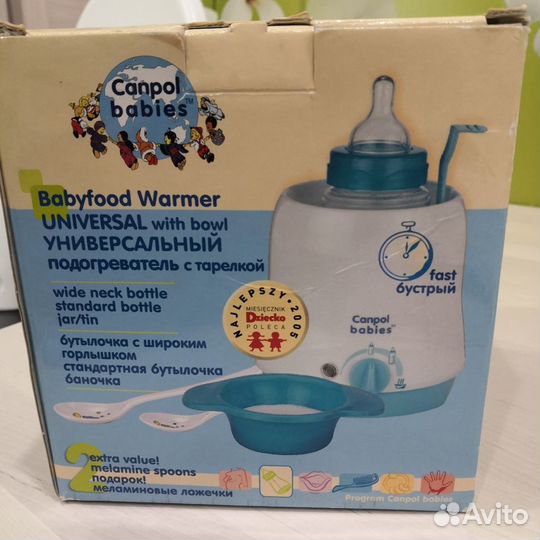 Canpol
babies™
Babyfood Warmer
UNIVERSAL with bowl
УНИВЕРСАЛЬНЫЙ
подогреватель с тарелкой
wide neck bottle
standard bottle
jar/tin
бутылочка с широким
горлышком
стандартная бутылочка
баночка
NAJLEPSZY·2005
MIESIĘCZNIK
Dziecko
POLECA
fast
быстрый
Canpol
babies™
2
extra value!
melamine spoons
подарок!
меламиновые ложечки
Program Canpol babies
Avito